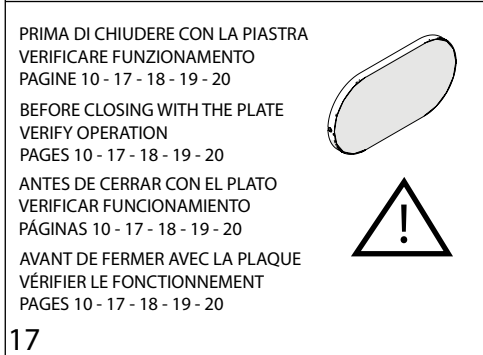 PRIMA DI CHIUDERE CON LA PIASTRA
VERIFICARE FUNZIONAMENTO
PAGINE 10 - 17 - 18 - 19 - 20
BEFORE CLOSING WITH THE PLATE
VERIFY OPERATION
PAGES 10 - 17 - 18 - 19 - 20
ANTES DE CERRAR CON EL PLATO
VERIFICAR FUNCIONAMIENTO
PÁGINAS 10 - 17 - 18 - 19 - 20
AVANT DE FERMER AVEC LA PLAQUE
VÉRIFIER LE FONCTIONNEMENT
PAGES 10 - 17 - 18 - 19 - 20
!
17